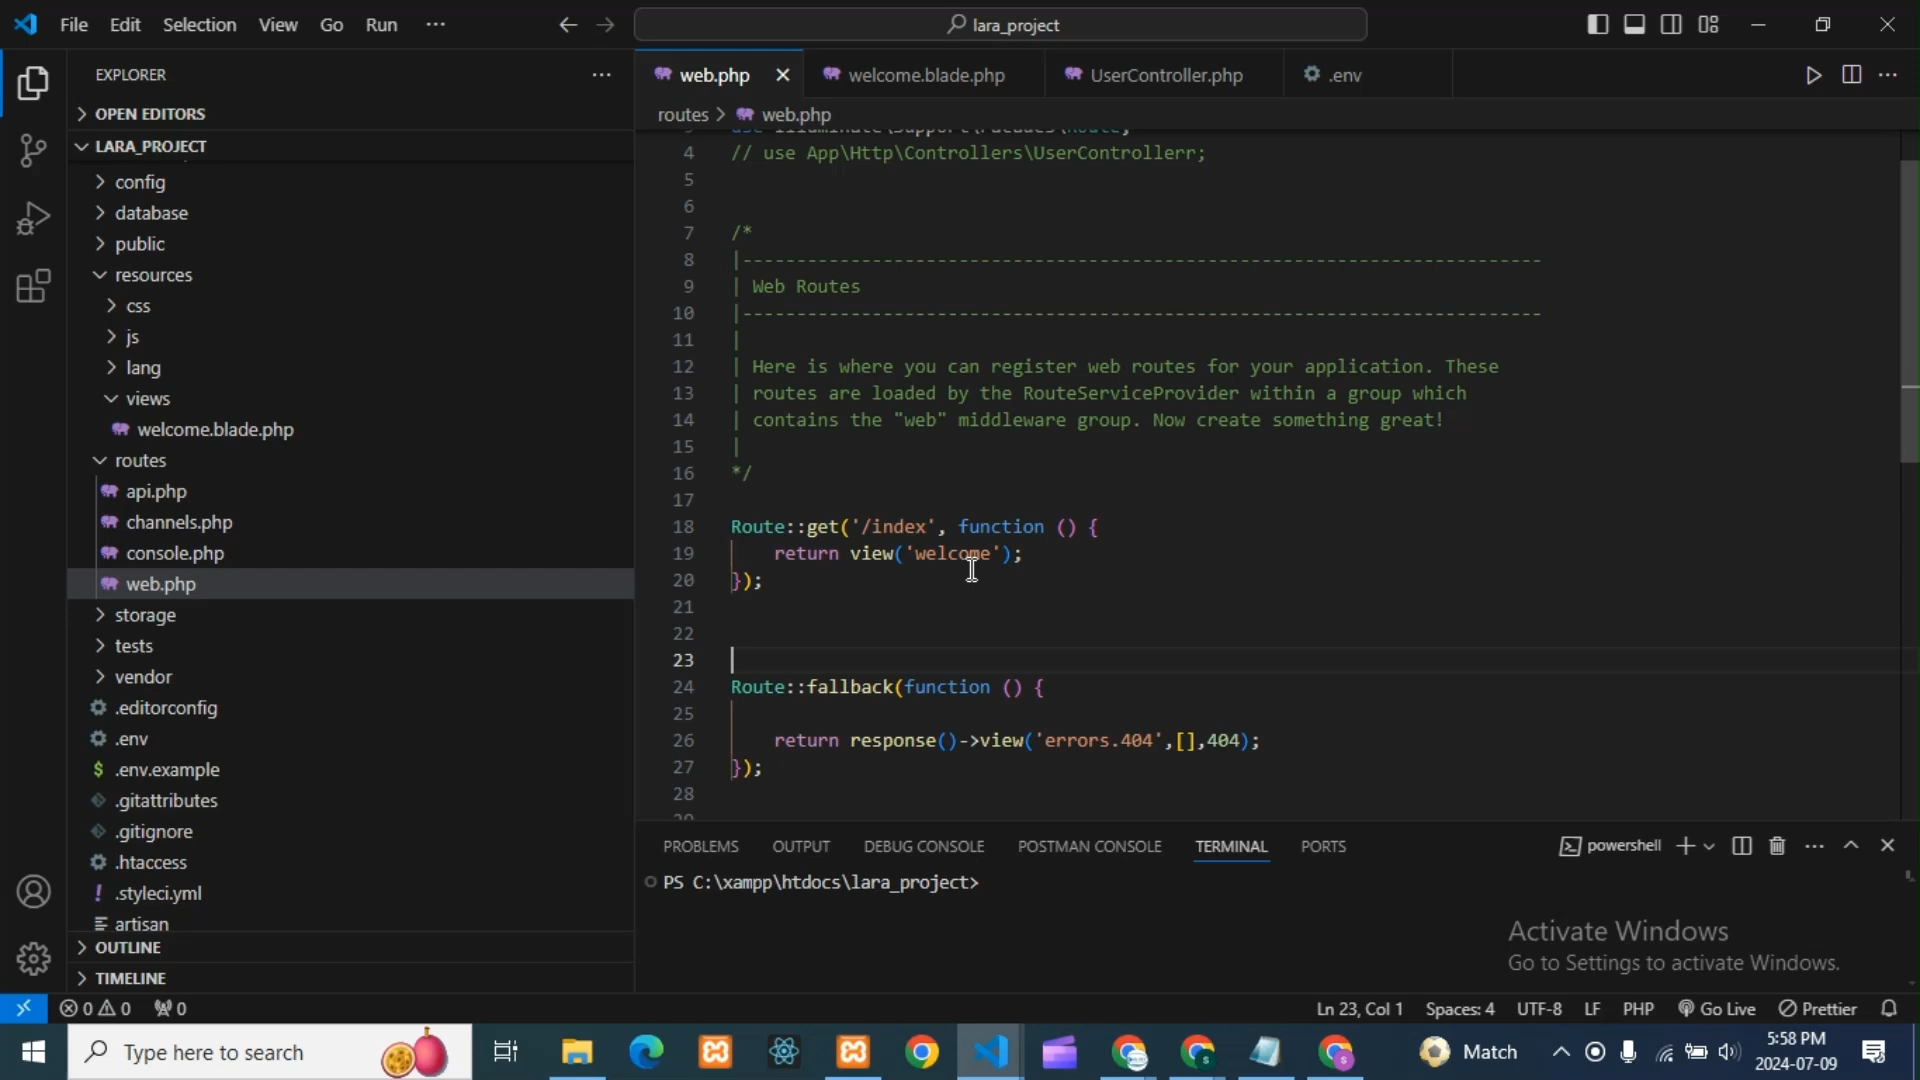 File Edit Selection View Go Run ··· lara_project
EXPLORER ···
OPEN EDITORS
LARA_PROJECT
config
database
public
resources
css
js
lang
views
welcome.blade.php
routes
api.php
channels.php
console.php
web.php
storage
tests
vendor
.editorconfig
.env
.env.example
.gitattributes
.gitignore
.htaccess
.styleci.yml
artisan
OUTLINE
TIMELINE
web.php welcome.blade.php UserController.php .env
routes > web.php
4 // use App\Http\Controllers\UserControllerr;
5
6
7 /*
8 |--------------------------------------------------------------------------
9 | Web Routes
10 |--------------------------------------------------------------------------
11 |
12 | Here is where you can register web routes for your application. These
13 | routes are loaded by the RouteServiceProvider within a group which
14 | contains the "web" middleware group. Now create something great!
15 |
16 */
17
18 Route::get('/index', function () {
19 return view('welcome');
20 });
21
22
23
24 Route::fallback(function () {
25
26 return response()->view('errors.404',[],404);
27 });
28
PROBLEMS OUTPUT DEBUG CONSOLE POSTMAN CONSOLE TERMINAL PORTS powershell
PS C:\xampp\htdocs\lara_project>
Activate Windows
Go to Settings to activate Windows.
0 0 0 Ln 23, Col 1 Spaces: 4 UTF-8 LF PHP Go Live Prettier
Type here to search Match 5:58 PM
2024-07-09